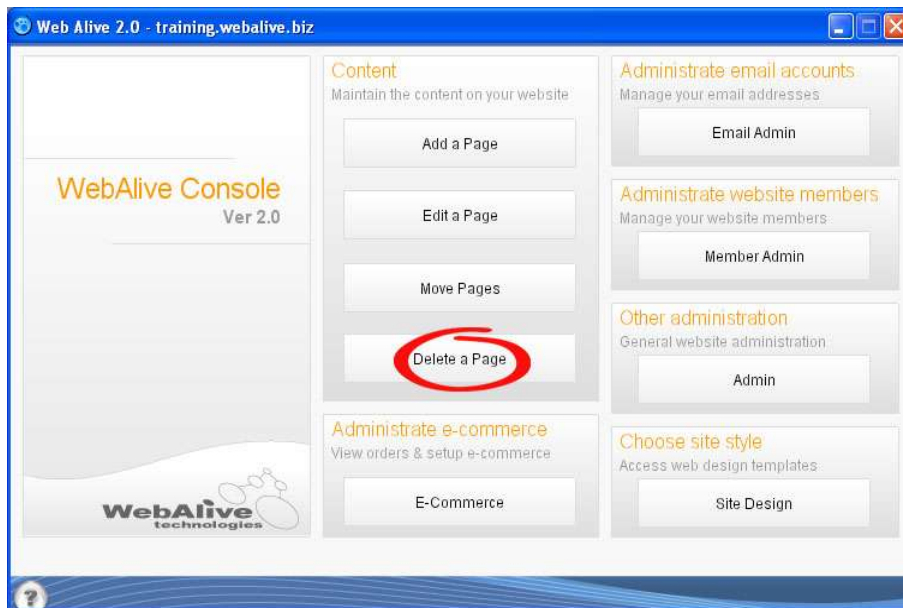 Web Alive 2.0 - training.webalive.biz
WebAlive Console
Ver 2.0
WebAlive
technologies
Content
Maintain the content on your website
Add a Page
Edit a Page
Move Pages
Delete a Page
Administrate e-commerce
View orders & setup e-commerce
E-Commerce
Administrate email accounts
Manage your email addresses
Email Admin
Administrate website members
Manage your website members
Member Admin
Other administration
General website administration
Admin
Choose site style
Access web design templates
Site Design
?